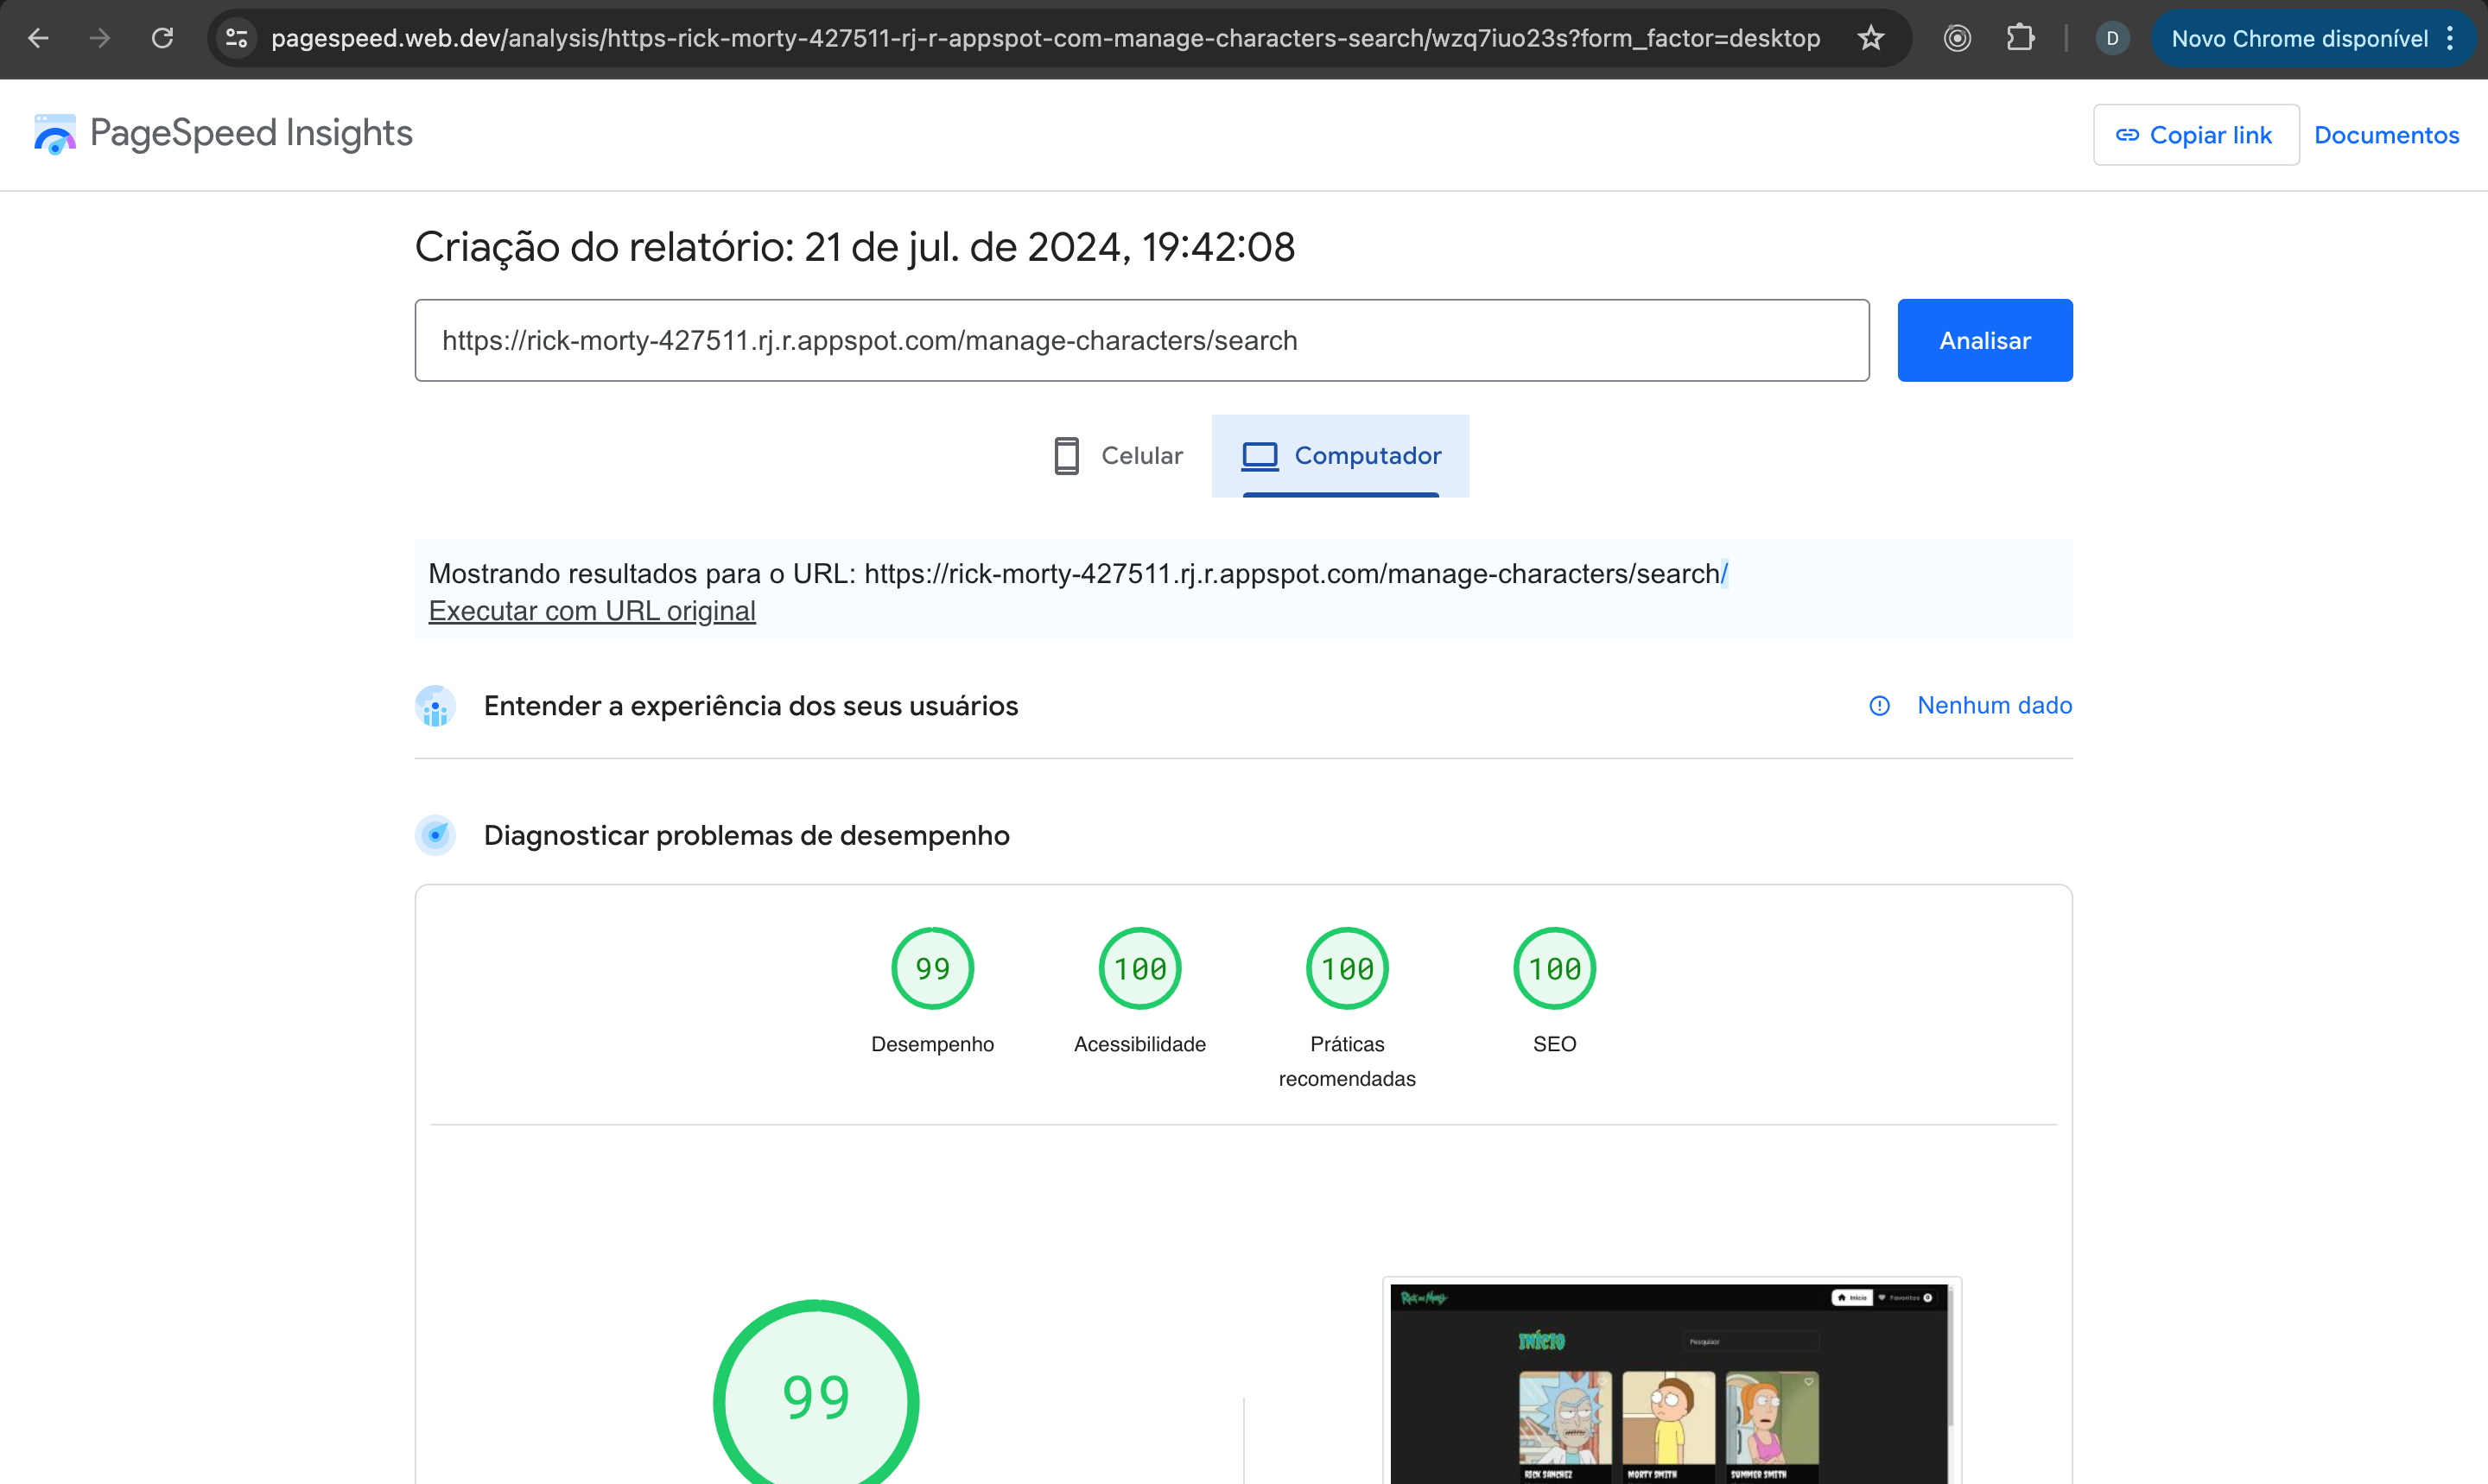 pagespeed.web.dev/analysis/https-rick-morty-427511-rj-r-appspot-com-manage-characters-search/wzq7iuo23s?form_factor=desktop
D
Novo Chrome disponível
PageSpeed Insights
Copiar link
Documentos
Criação do relatório: 21 de jul. de 2024, 19:42:08
https://rick-morty-427511.rj.r.appspot.com/manage-characters/search
Analisar
Celular
Computador
Mostrando resultados para o URL: https://rick-morty-427511.rj.r.appspot.com/manage-characters/search/
Executar com URL original
Entender a experiência dos seus usuários
Nenhum dado
Diagnosticar problemas de desempenho
99
100
100
100
Desempenho
Acessibilidade
Práticas
recomendadas
SEO
99
Rick and Morty
Início
Favoritos 0
INÍCIO
Pesquisar
RICK SANCHEZ
MORTY SMITH
SUMMER SMITH